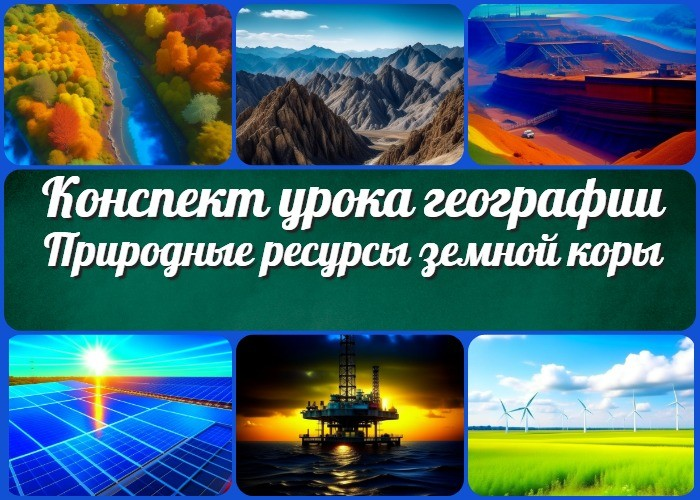 Конспект урока географии
Природные ресурсы земной коры